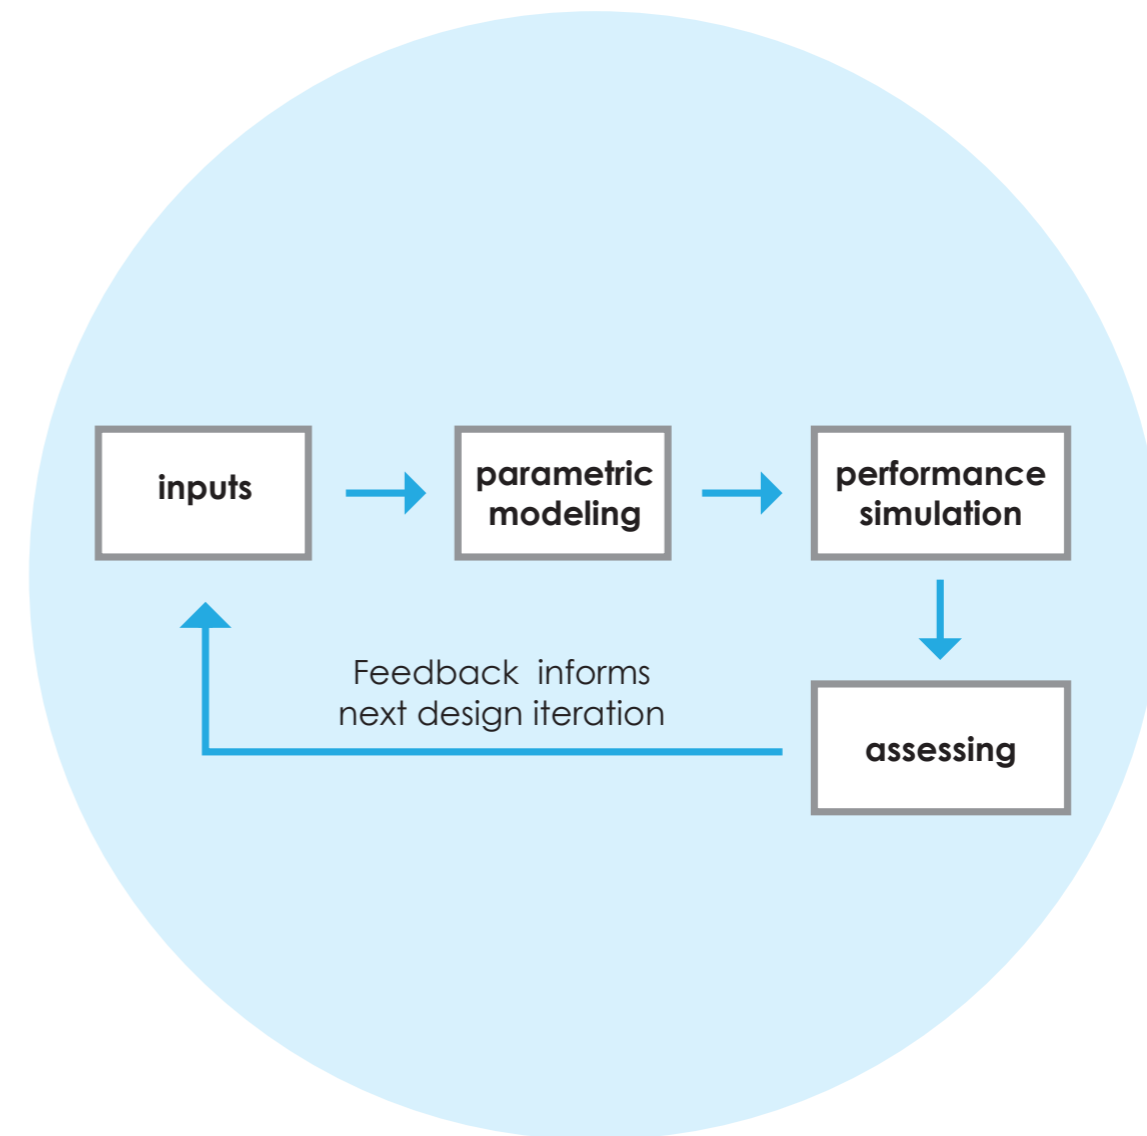 inputs
parametric
modeling
performance
simulation
Feedback informs
next design iteration
assessing